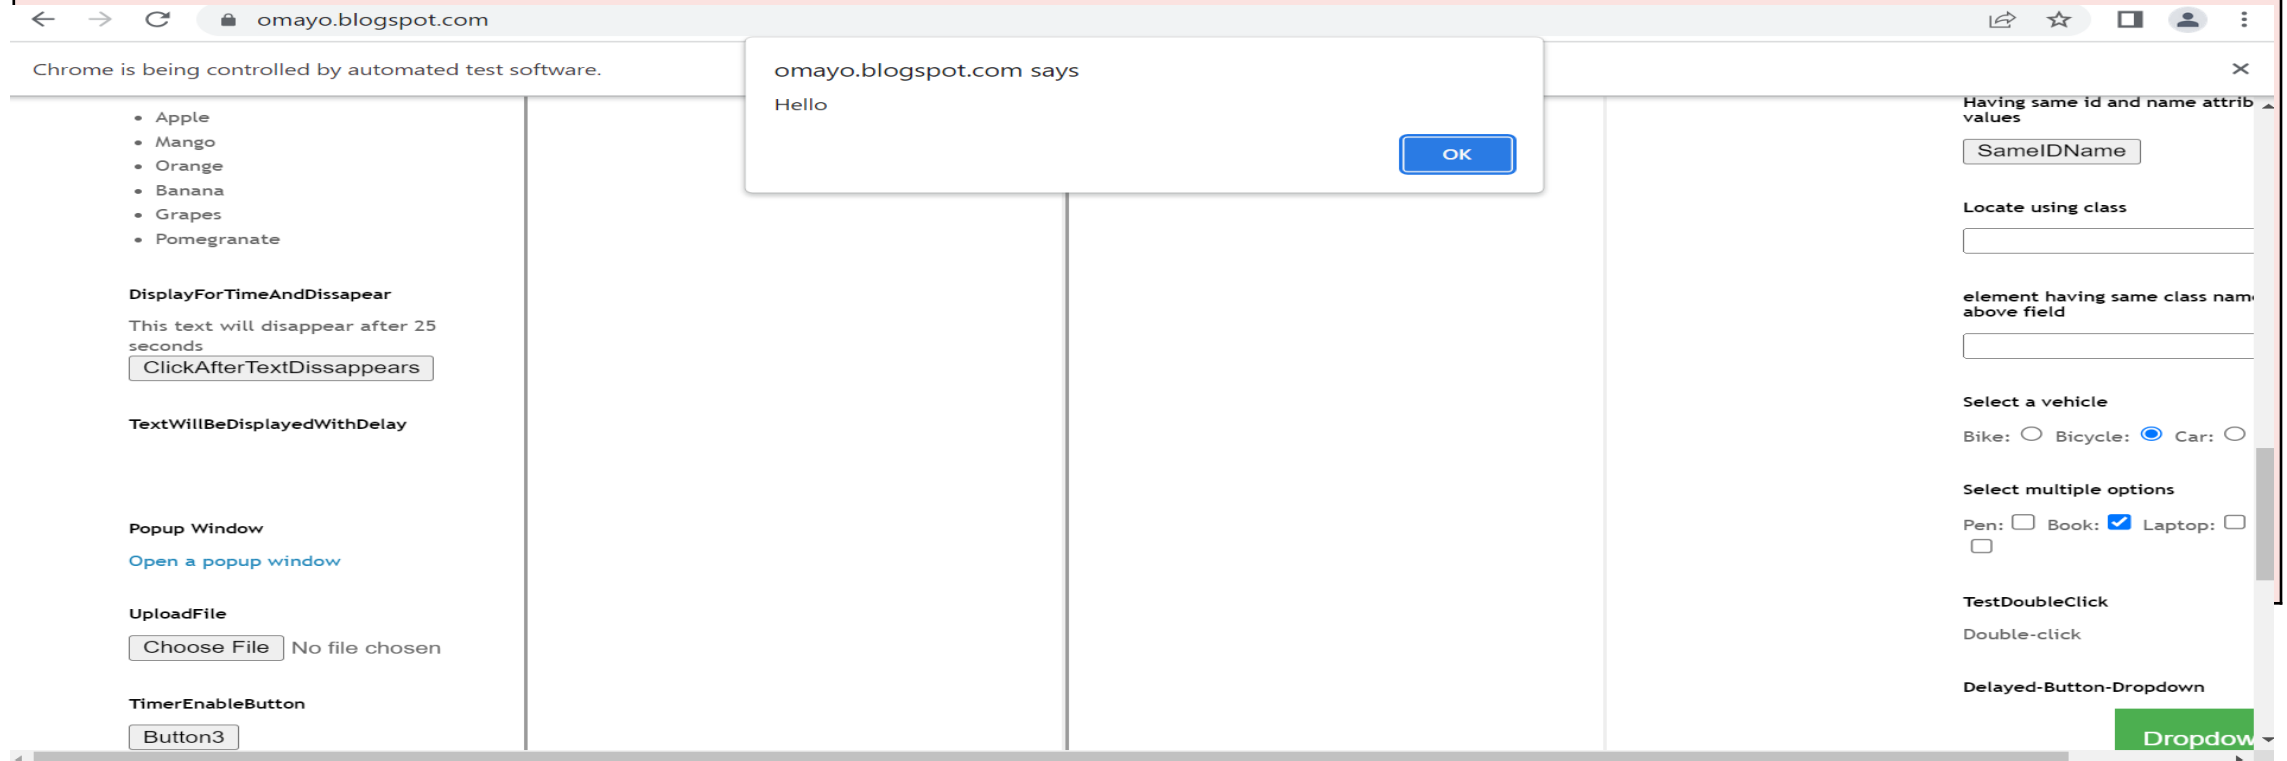 omayo.blogspot.com
Chrome is being controlled by automated test software.
omayo.blogspot.com says
Hello
OK
Apple
Mango
Orange
Banana
Grapes
Pomegranate
DisplayForTimeAndDissapear
This text will disappear after 25
seconds
ClickAfterTextDissappears
TextWillBeDisplayedWithDelay
Popup Window
Open a popup window
UploadFile
Choose File No file chosen
TimerEnableButton
Button3
Having same id and name attrib
values
SameIDName
Locate using class
element having same class nam
above field
Select a vehicle
Bike: Bicycle: Car:
Select multiple options
Pen: Book: Laptop:
TestDoubleClick
Double-click
Delayed-Button-Dropdown
Dropdow